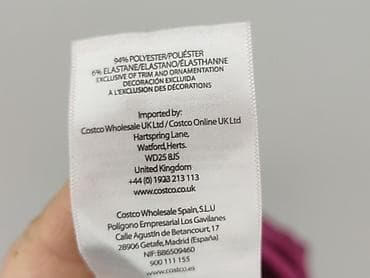 94% POLYESTER/POLIÉSTER
6% ELASTANE/ELASTANO/ÉLASTHANNE
EXCLUSIVE OF TRIM AND ORNAMENTATION
DECORACIÓN EXCLUIDA
A L'EXCLUSION DES DÉCORATIONS
Imported by:
Costco Wholesale UK Ltd / Costco Online UK Ltd
Hartspring Lane,
Watford, Herts.
WD25 8JS
United Kingdom
+44 (0) 1923 213 113
www.costco.co.uk
Costco Wholesale Spain, S.L.U
Polígono Empresarial Los Gavilanes
Calle Agustín de Betancourt, 17
28906 Getafe, Madrid (España)
NIF: B86509460
900 111 155
www.costco.es